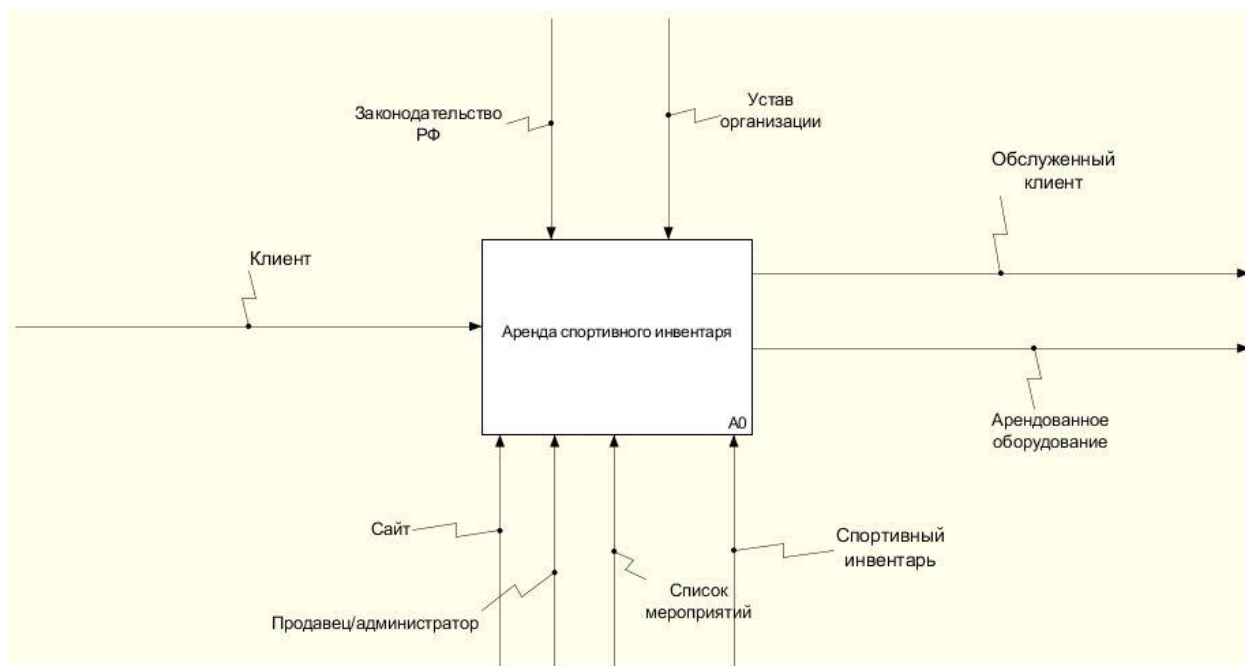 Законодательство
РФ
Устав
организации
Обслуженный
клиент
Клиент
Аренда спортивного инвентаря
A0
Арендованное
оборудование
Сайт
Спортивный
инвентарь
Список
мероприятий
Продавец/администратор